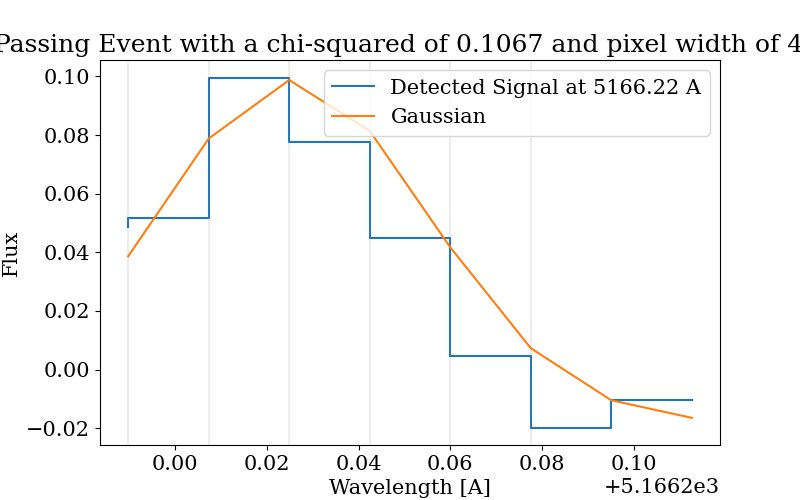 Passing Event with a chi-squared of 0.1067 and pixel width of 4
Detected Signal at 5166.22 A
Gaussian
0.10
0.08
0.06
0.04
0.02
0.00
−0.02
Flux
0.00 0.02 0.04 0.06 0.08 0.10
Wavelength [A]
+5.1662e3